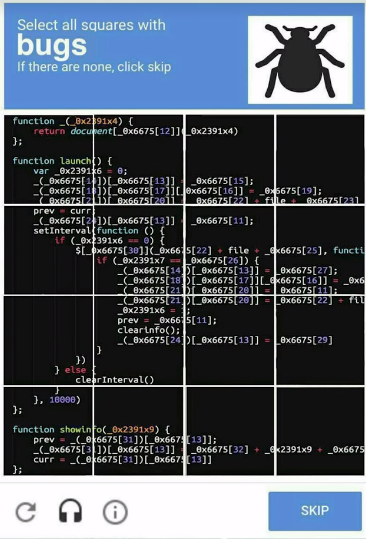 Select all squares with
bugs
If there are none, click skip
function _(_0x2391x4) {
return document[_0x6675[12]](_0x2391x4)
};
function launch() {
var _0x2391x6 = 0;
_(_0x6675[14])[_0x6675[13]] = _0x6675[15];
_(_0x6675[18])[_0x6675[17]][_0x6675[16]] = _0x6675[19];
_(_0x6675[21])[_0x6675[20]] = _0x6675[22] + file + _0x6675[23]
prev = curr;
_(_0x6675[24])[_0x6675[13]] = _0x6675[11];
setInterval(function () {
if (_0x2391x6 == 0) {
$[_0x6675[30]](_0x6675[22] + file + _0x6675[25], functi
if (_0x2391x7 == _0x6675[26]) {
_(_0x6675[14])[_0x6675[13]] = _0x6675[27];
_(_0x6675[18])[_0x6675[17]][_0x6675[16]] = _0x6
_(_0x6675[21])[_0x6675[20]] = _0x6675[11];
_(_0x6675[21])[_0x6675[20]] = _0x6675[22] + fil
_0x2391x6 = 1;
prev = _0x6675[11];
clearinfo();
_(_0x6675[24])[_0x6675[13]] = _0x6675[29]
}
})
} else {
clearInterval()
}
}, 10000)
};
function showinfo(_0x2391x9) {
prev = _(_0x6675[31])[_0x6675[13]];
_(_0x6675[31])[_0x6675[13]] = _0x6675[32] + _0x2391x9 + _0x6675
curr = _(_0x6675[31])[_0x6675[13]]
};
SKIP